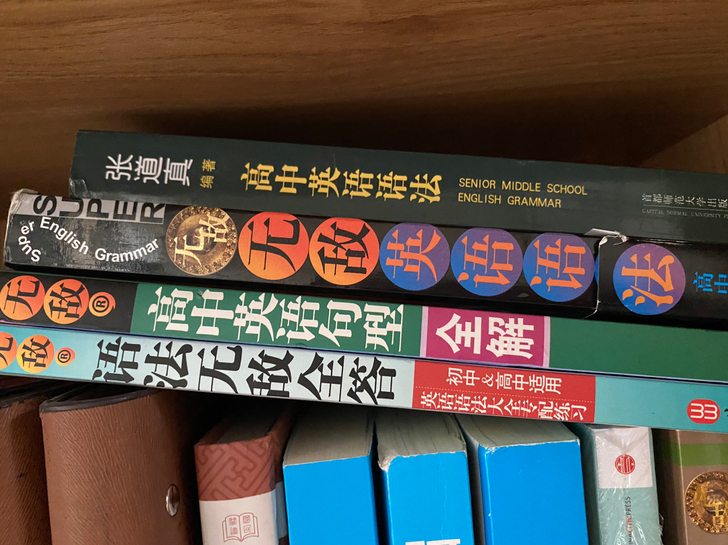 张道真
编著
高中英语语法
SENIOR MIDDLE SCHOOL
ENGLISH GRAMMAR
首都师范大学出版
CAPITAL NORMAL UNIVERSITY
SUPER
Super English Grammar
无敌
无敌英语语法
高中
无敌®
高中英语句型
全解
无敌®
语法无敌全答
初中&高中适用
英语语法大全专配练习
PRESS